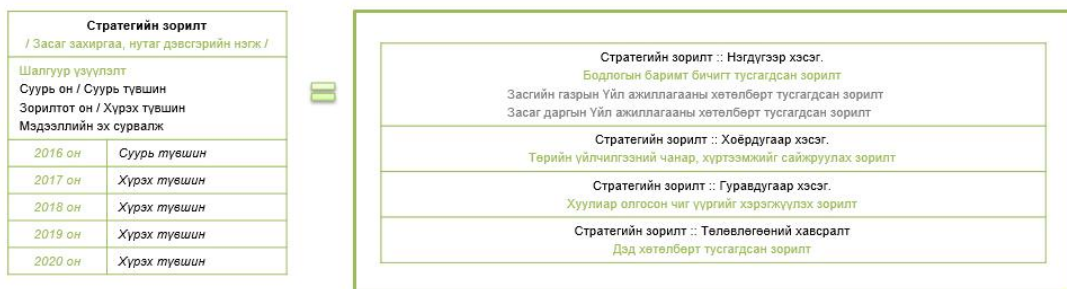 Стратегийн зорилт
/ Засаг захиргаа, нутаг дэвсгэрийн нэгж /
Шалгуур үзүүлэлт
Суурь он / Суурь түвшин
Зорилтот он / Хүрэх түвшин
Мэдээллийн эх сурвалж
2016 он Суурь түвшин
2017 он Хүрэх түвшин
2018 он Хүрэх түвшин
2019 он Хүрэх түвшин
2020 он Хүрэх түвшин
Стратегийн зорилт :: Нэгдүгээр хэсэг.
Бодлогын баримт бичигт тусгагдсан зорилт
Засгийн газрын Үйл ажиллагааны хөтөлбөрт тусгагдсан зорилт
Засаг даргын Үйл ажиллагааны хөтөлбөрт тусгагдсан зорилт
Стратегийн зорилт :: Хоёрдугаар хэсэг.
Төрийн үйлчилгээний чанар, хүртээмжийг сайжруулах зорилт
Стратегийн зорилт :: Гуравдугаар хэсэг.
Хуулиар олгосон чиг үүргийг хэрэгжүүлэх зорилт
Стратегийн зорилт :: Төлөвлөгөөний хавсралт
Дэд хөтөлбөрт тусгагдсан зорилт